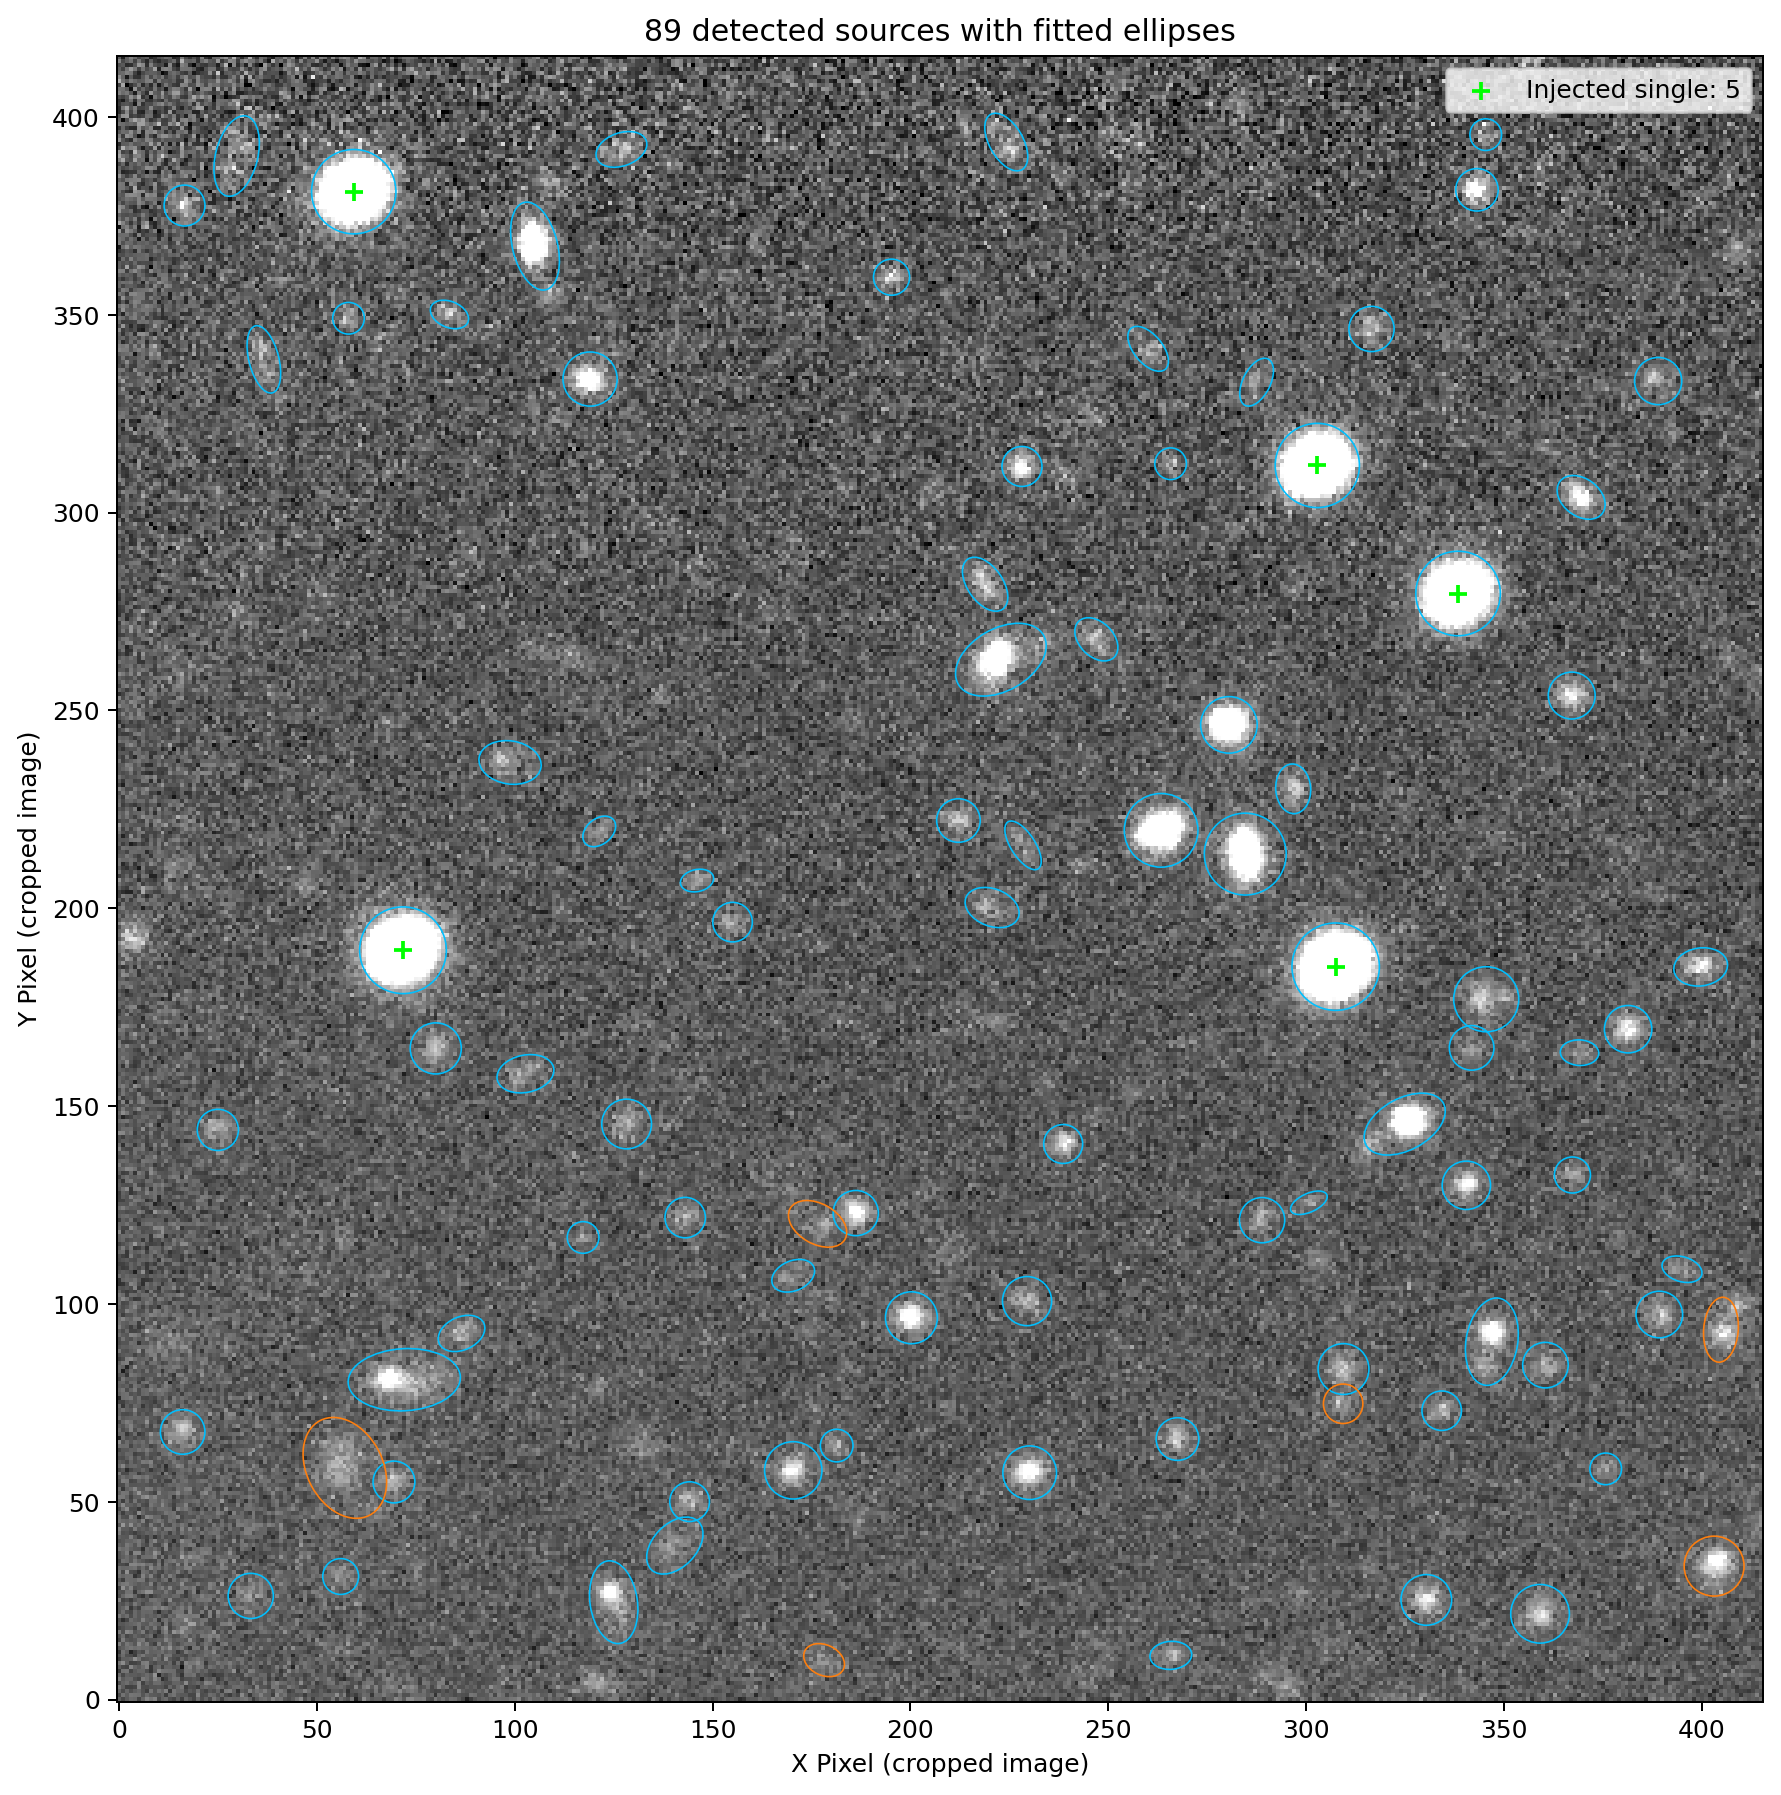 89 detected sources with fitted ellipses
Injected single: 5
400
350
300
250
200
150
100
50
0
Y Pixel (cropped image)
0 50 100 150 200 250 300 350 400
X Pixel (cropped image)